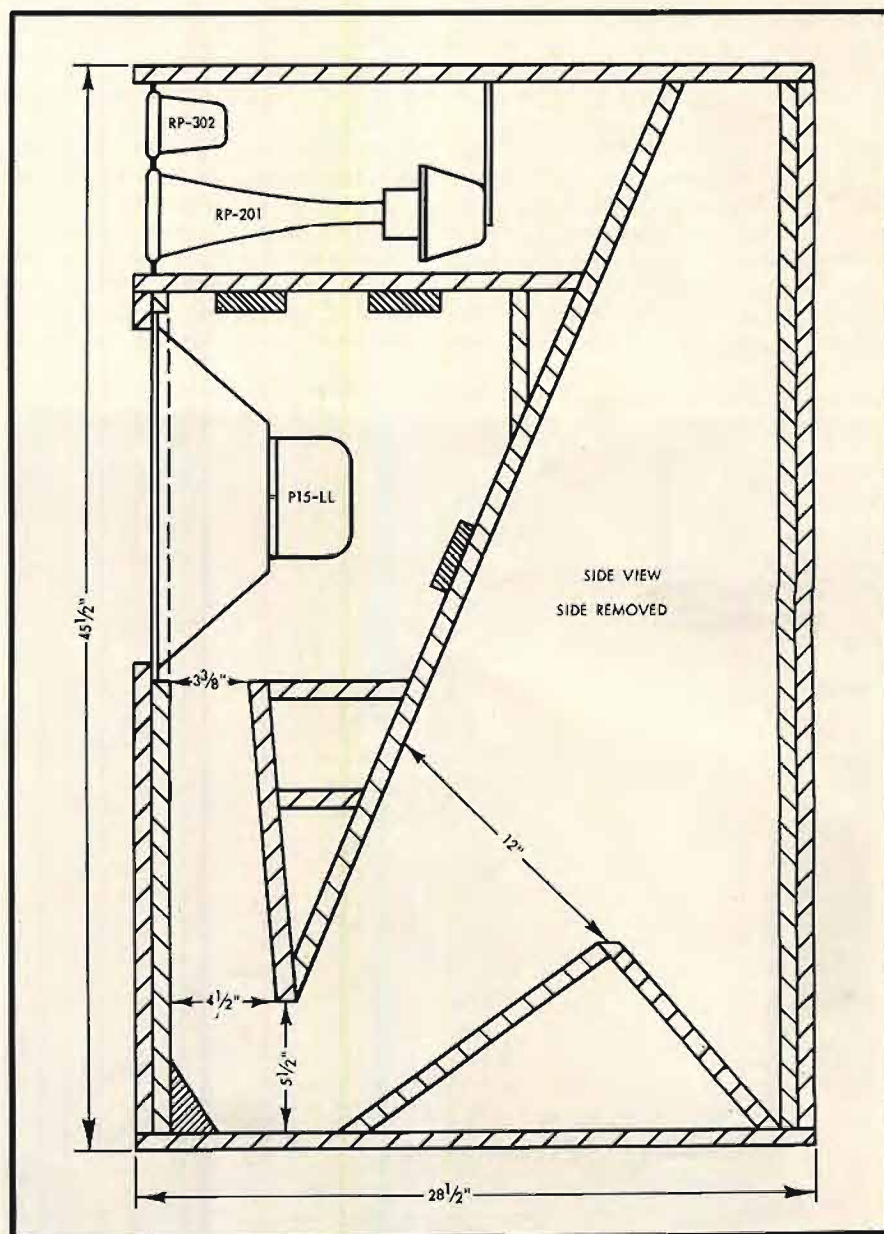 RP-302
RP-201
P15-LL
SIDE VIEW
SIDE REMOVED
45½"
3⅜"
12"
4½"
5½"
28½"